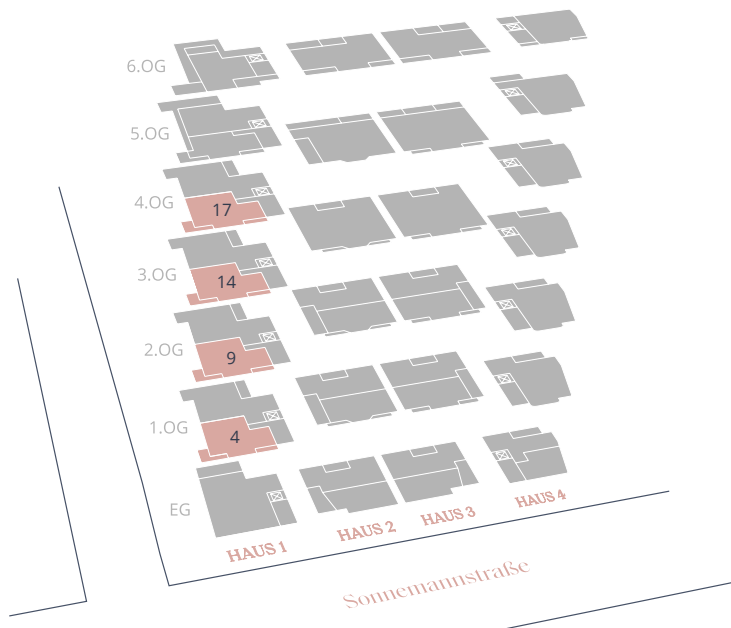 6.OG
5.OG
4.OG
17
3.OG
14
2.OG
9
1.OG
4
EG
HAUS 1
HAUS 2
HAUS 3
HAUS 4
Sonnemannstraße